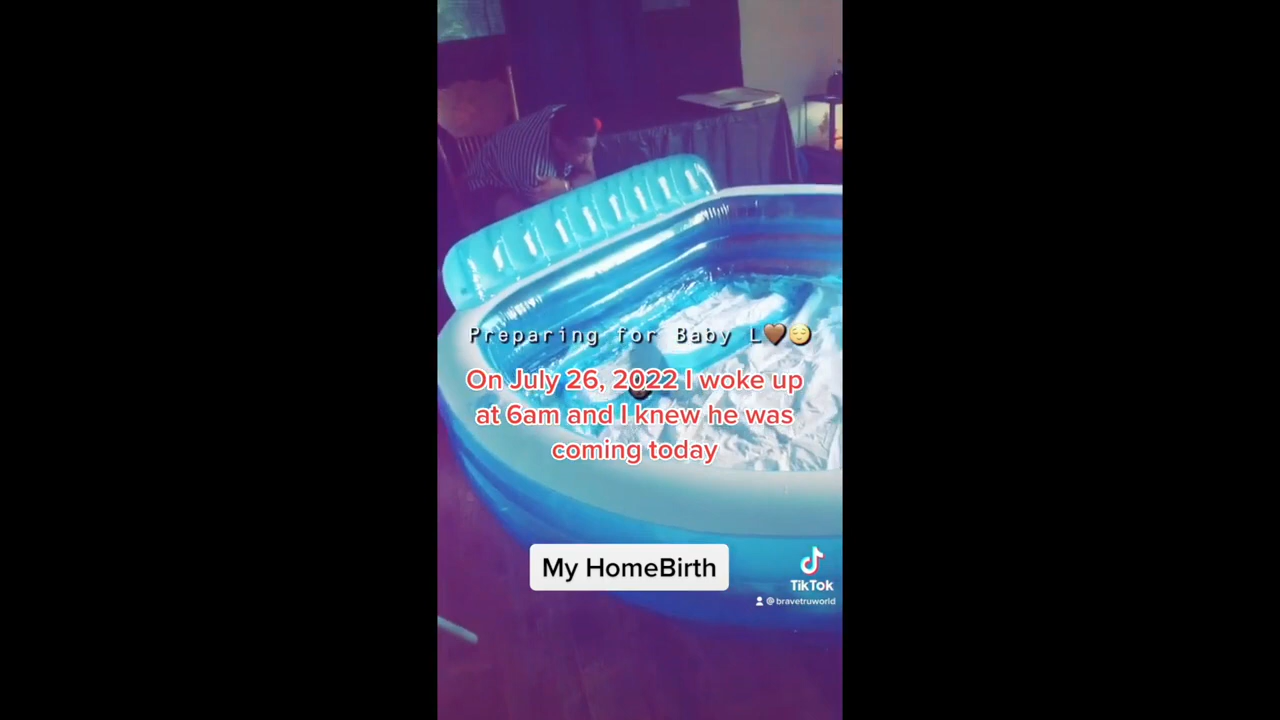 Preparing for Baby L🤎😌
On July 26, 2022 I woke up
at 6am and I knew he was
coming today
My HomeBirth
TikTok
@bravetruworld